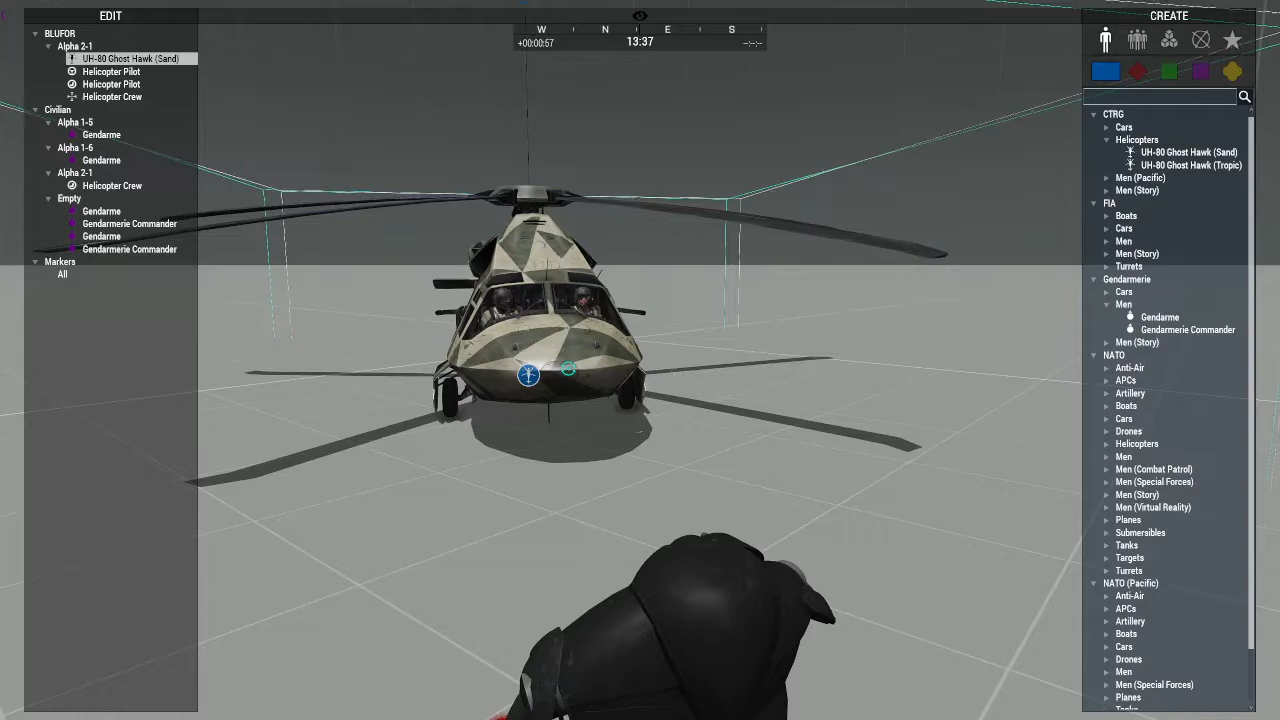 EDIT
BLUFOR
Alpha 2-1
UH-80 Ghost Hawk (Sand)
Helicopter Pilot
Helicopter Pilot
Helicopter Crew
Civilian
Alpha 1-5
Gendarme
Alpha 1-6
Gendarme
Alpha 2-1
Helicopter Crew
Empty
Gendarme
Gendarmerie Commander
Gendarme
Gendarmerie Commander
Markers
All
W N E S
+00:00:57 13:37 --:--
CREATE
CTRG
Cars
Helicopters
UH-80 Ghost Hawk (Sand)
UH-80 Ghost Hawk (Tropic)
Men (Pacific)
Men (Story)
FIA
Boats
Cars
Men
Men (Story)
Turrets
Gendarmerie
Cars
Men
Gendarme
Gendarmerie Commander
Men (Story)
NATO
Anti-Air
APCs
Artillery
Boats
Cars
Drones
Helicopters
Men
Men (Combat Patrol)
Men (Special Forces)
Men (Story)
Men (Virtual Reality)
Planes
Submersibles
Tanks
Targets
Turrets
NATO (Pacific)
Anti-Air
APCs
Artillery
Boats
Cars
Drones
Men
Men (Special Forces)
Planes
Tanks